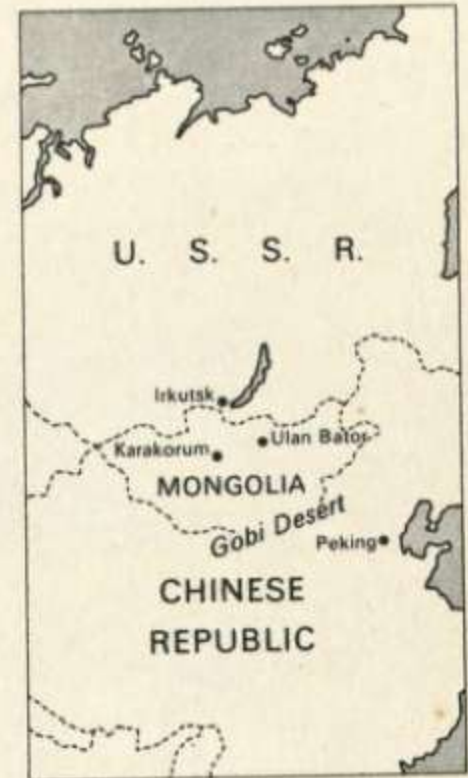 U. S. S. R.
Irkutsk
Ulan Bator
Karakorum
MONGOLIA
Gobi Desert
Peking
CHINESE
REPUBLIC